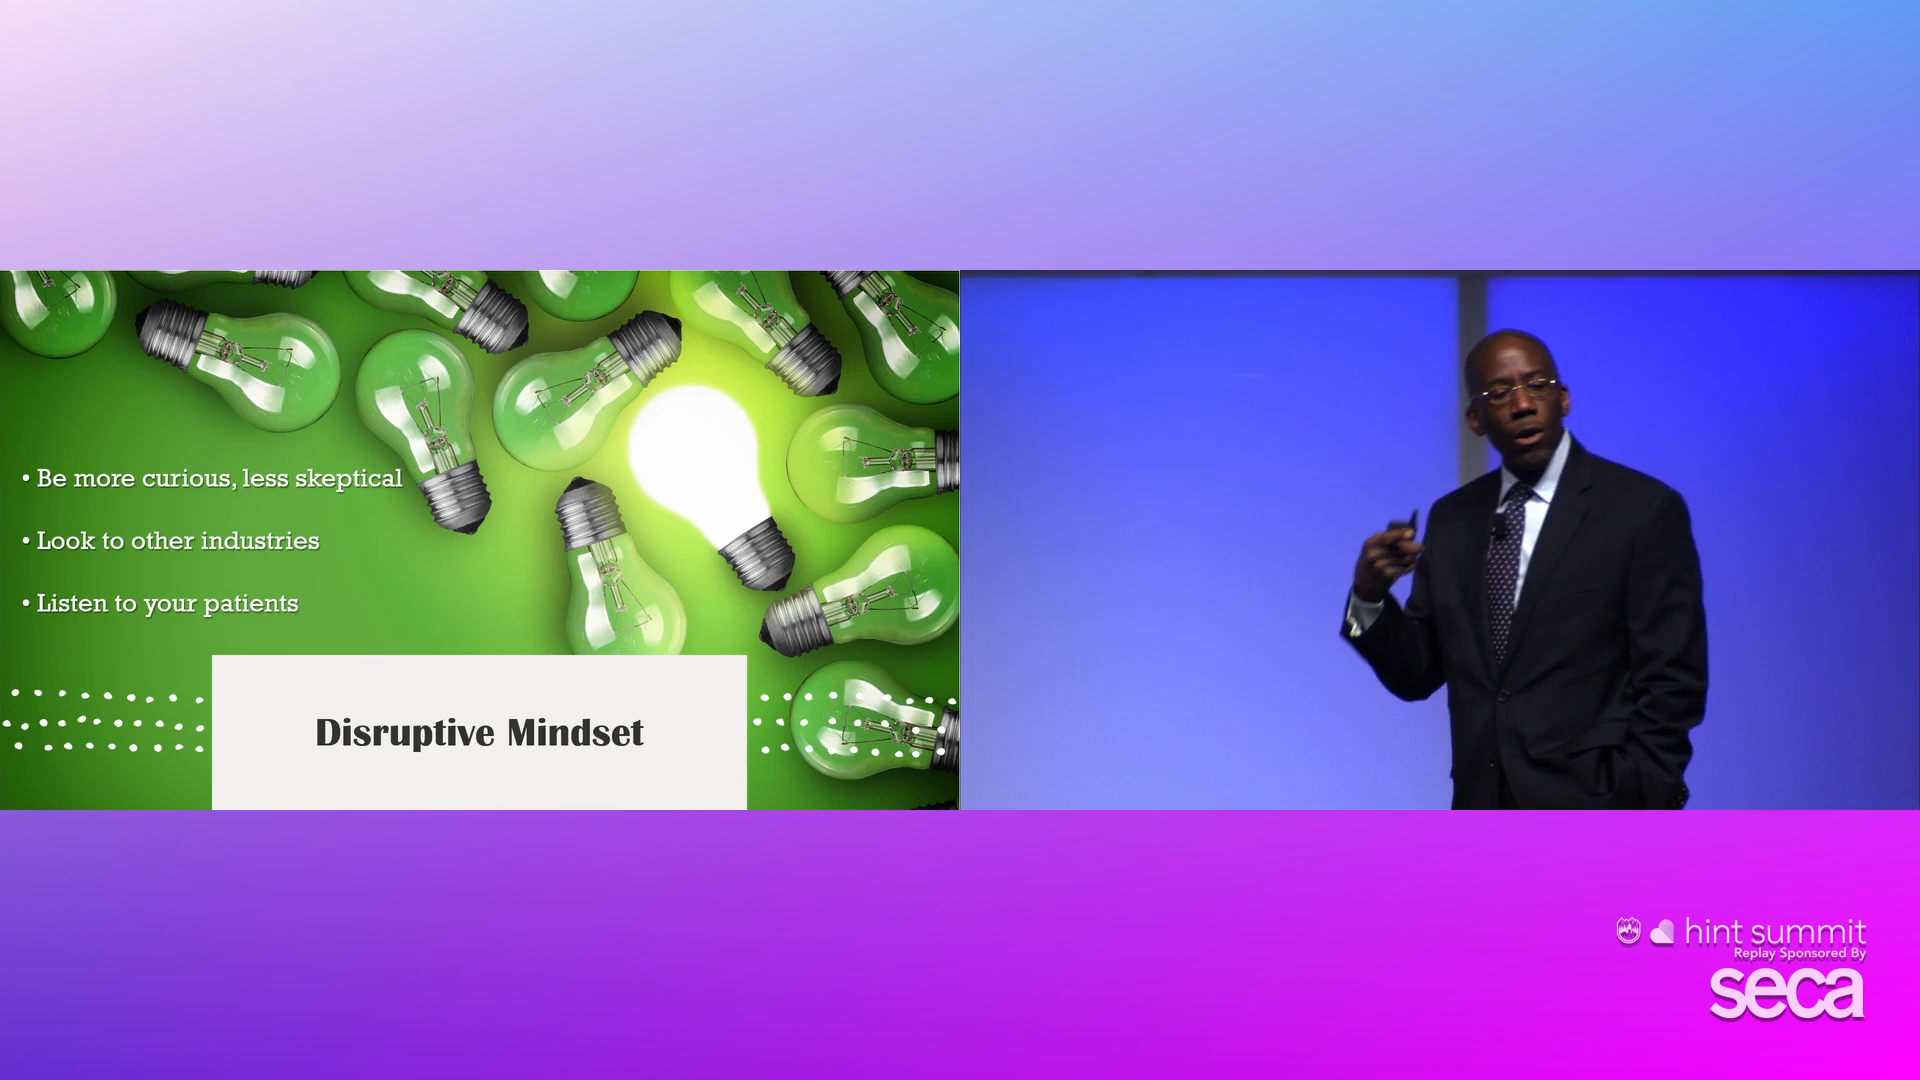 • Be more curious, less skeptical
• Look to other industries
• Listen to your patients
Disruptive Mindset
hint summit
Replay Sponsored By
seca